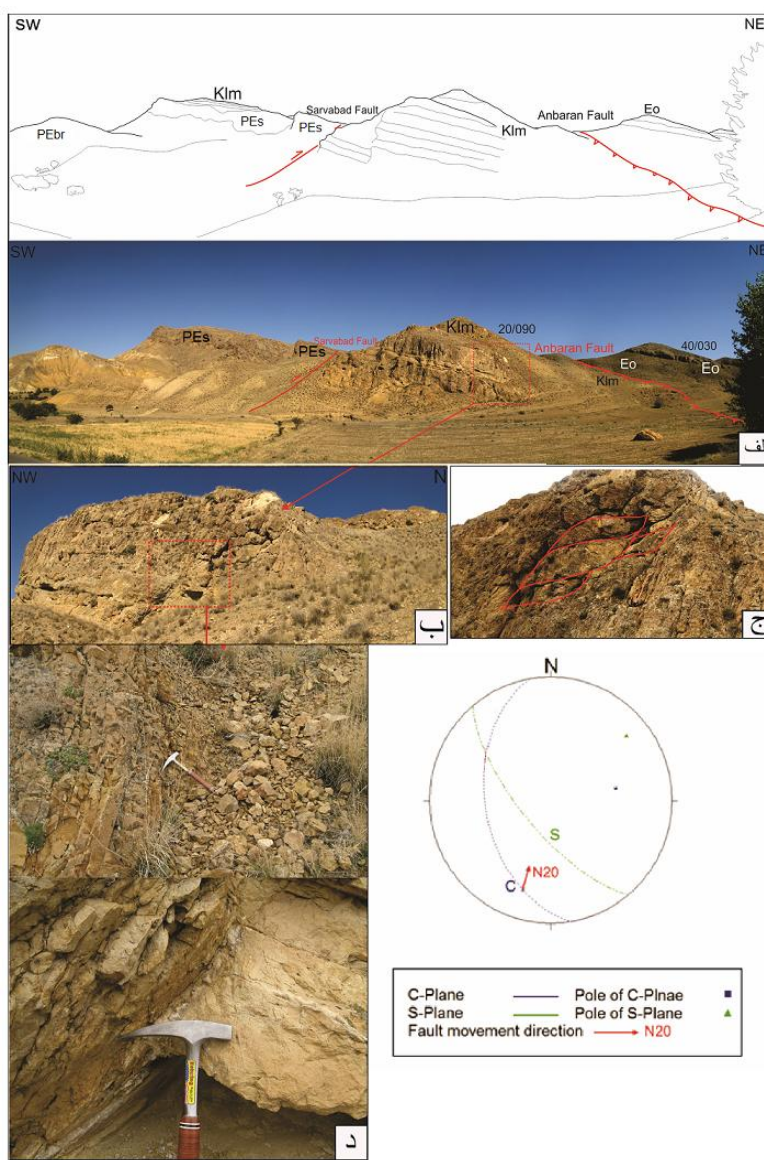 SW
NE
Klm
Sarvabad Fault
Anbaran Fault
Eo
PEs
PEs
Klm
PEbr
SW
NE
Klm
20/090
PEs
Sarvabad Fault
PEs
Anbaran Fault
40/030
Eo
Eo
Klm
الف
NW
N
ب
ج
N
S
C
N20
C-Plane
Pole of C-Plnae
S-Plane
Pole of S-Plane
Fault movement direction
N20
د